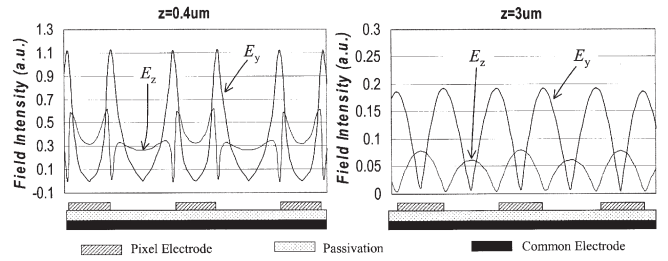 z=0.4um
Field Intensity (a.u.)
1.3
1.1
0.9
0.7
0.5
0.3
0.1
-0.1
Ez
Ey
z=3um
Field Intensity (a.u.)
0.3
0.25
0.2
0.15
0.1
0.05
0
Ez
Ey
Pixel Electrode
Passivation
Common Electrode